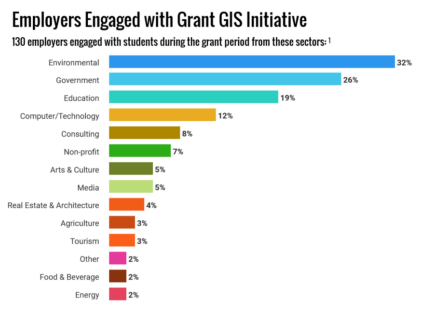 Employers Engaged with Grant GIS Initiative
130 employers engaged with students during the grant period from these sectors: 1
Environmental 32%
Government 26%
Education 19%
Computer/Technology 12%
Consulting 8%
Non-profit 7%
Arts & Culture 5%
Media 5%
Real Estate & Architecture 4%
Agriculture 3%
Tourism 3%
Other 2%
Food & Beverage 2%
Energy 2%